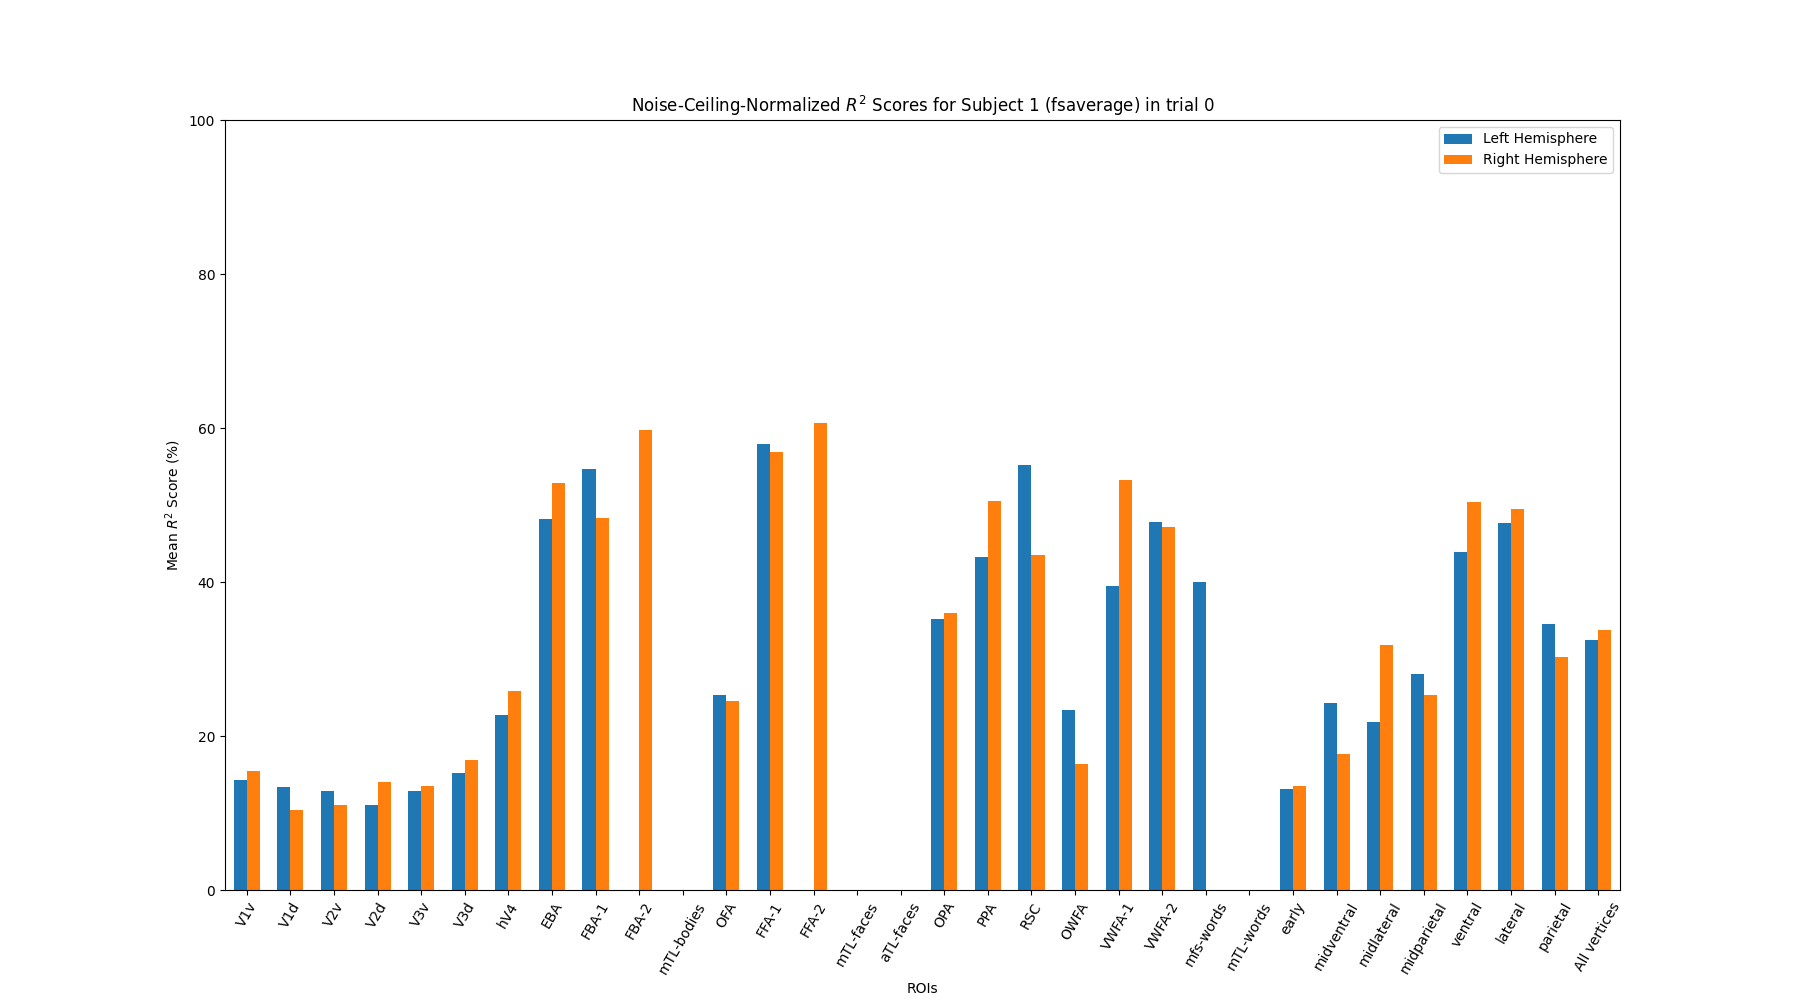 Noise-Ceiling-Normalized R² Scores for Subject 1 (fsaverage) in trial 0
Left Hemisphere
Right Hemisphere
Mean R² Score (%)
100
80
60
40
20
0
V1v
V1d
V2v
V2d
V3v
V3d
hV4
EBA
FBA-1
FBA-2
mTL-bodies
OFA
FFA-1
FFA-2
mTL-faces
aTL-faces
OPA
PPA
RSC
OWFA
VWFA-1
VWFA-2
mfs-words
mTL-words
early
midventral
midlateral
midparietal
ventral
lateral
parietal
All vertices
ROIs